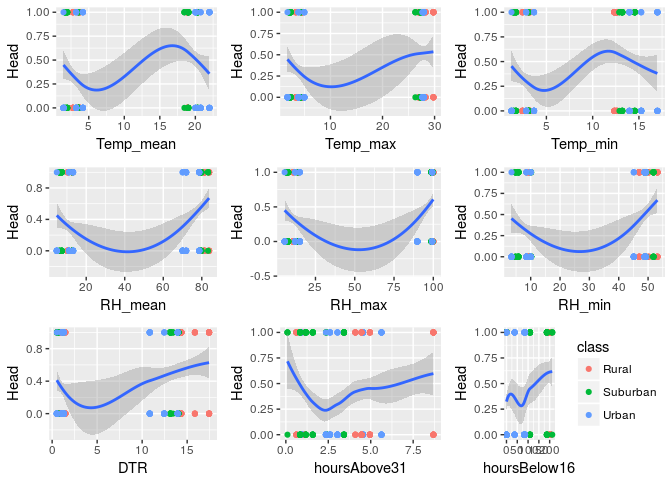 1.00
0.75
0.50
0.25
0.00
Head
5 10 15 20
Temp_mean
1.00
0.75
0.50
0.25
0.00
Head
10 20 30
Temp_max
1.00
0.75
0.50
0.25
0.00
Head
5 10 15
Temp_min
0.8
0.4
0.0
Head
20 40 60 80
RH_mean
1.0
0.5
0.0
-0.5
Head
25 50 75 100
RH_max
1.00
0.75
0.50
0.25
0.00
Head
10 20 30 40 50
RH_min
0.8
0.4
0.0
Head
0 5 10 15
DTR
1.00
0.75
0.50
0.25
0.00
Head
0.0 2.5 5.0 7.5
hoursAbove31
1.00
0.75
0.50
0.25
0.00
Head
0 50 100 150 200
hoursBelow16
class
Rural
Suburban
Urban